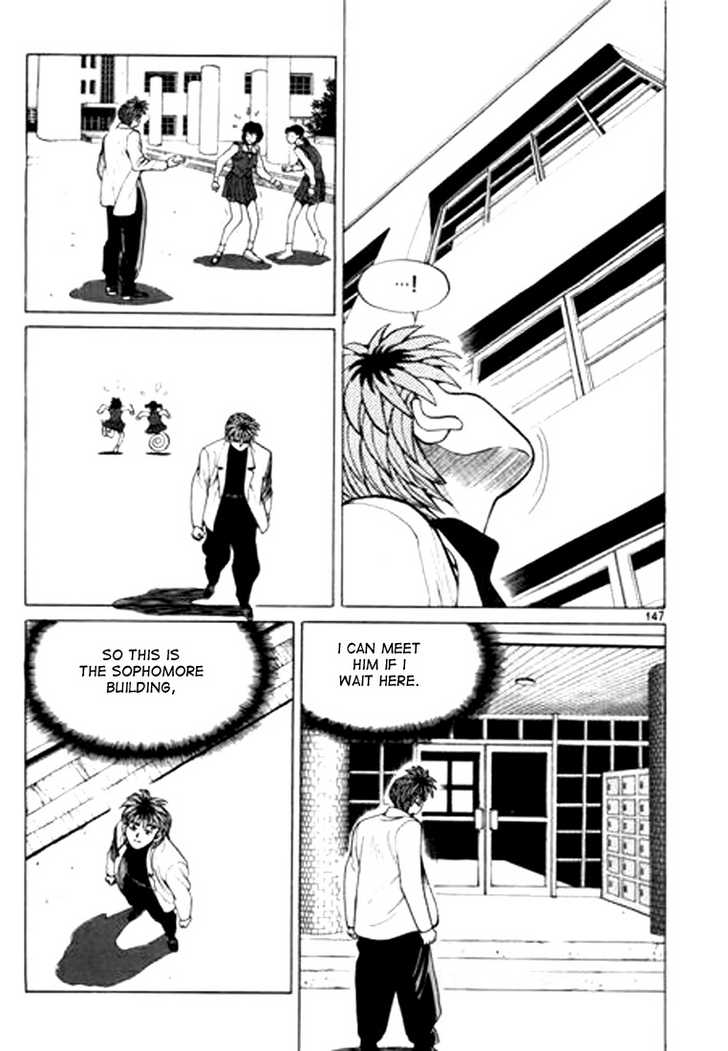 ...!
147
SO THIS IS
THE SOPHOMORE
BUILDING,
I CAN MEET
HIM IF I
WAIT HERE.